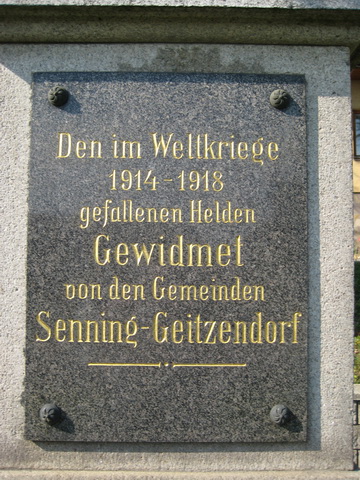 Den im Weltkriege
1914-1918
gefallenen Helden
Gewidmet
von den Gemeinden
Senning-Geitzendorf